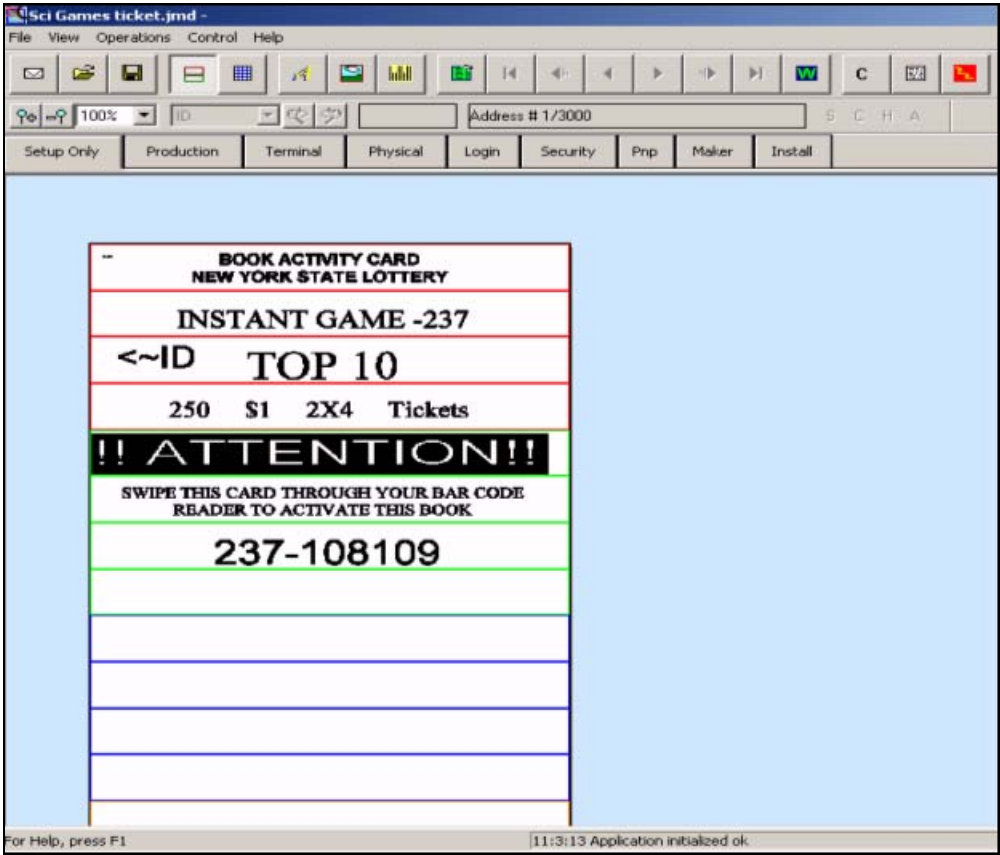 Sci Games ticket.jmd -
File View Operations Control Help
W C
100% ID Address # 1/3000 S C H A
Setup Only Production Terminal Physical Login Security Pnp Maker Install
--
BOOK ACTIVITY CARD
NEW YORK STATE LOTTERY
INSTANT GAME -237
<~ID TOP 10
250 $1 2X4 Tickets
!! ATTENTION!!
SWIPE THIS CARD THROUGH YOUR BAR CODE
READER TO ACTIVATE THIS BOOK
237-108109
For Help, press F1 11:3:13 Application initialized ok